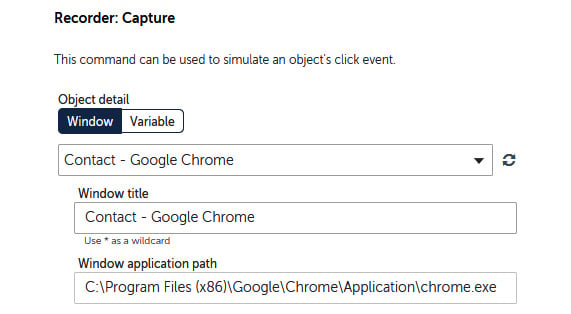 Recorder: Capture
This command can be used to simulate an object's click event.
Object detail
Window Variable
Contact - Google Chrome
Window title
Contact - Google Chrome
Use * as a wildcard
Window application path
C:\Program Files (x86)\Google\Chrome\Application\chrome.exe